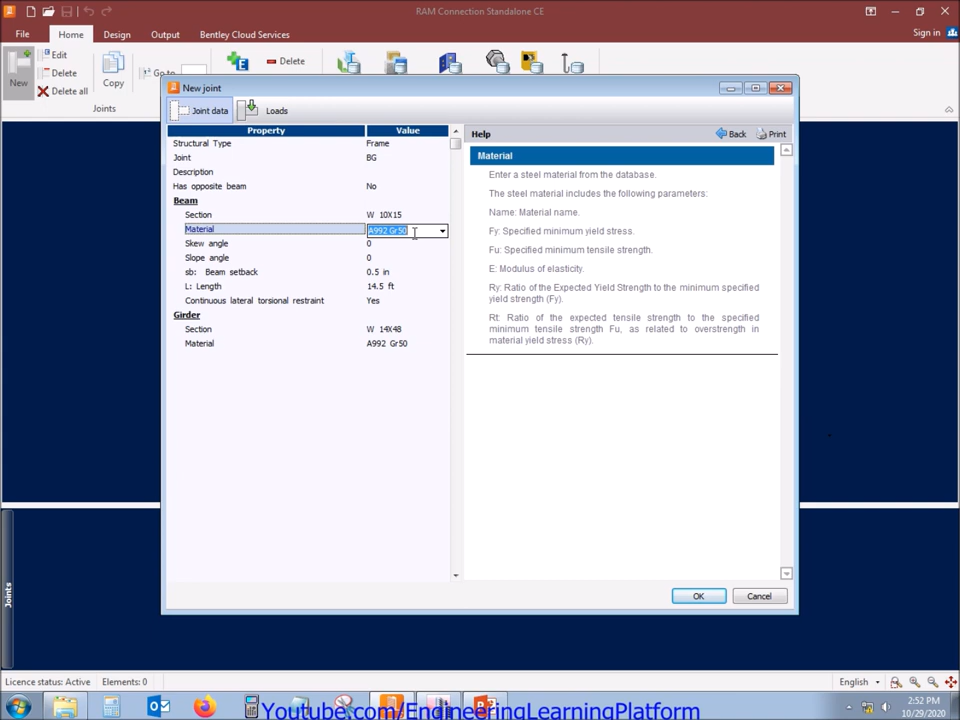 RAM Connection Standalone CE
File Home Design Output Bentley Cloud Services
Sign in
New
Edit
Delete
Delete all
Copy
Go to
Delete
Joints
New joint
Joint data Loads
Property Value
Structural Type Frame
Joint BG
Description
Has opposite beam No
Beam
Section W 10X15
Material A992 Gr50
Skew angle 0
Slope angle 0
sb: Beam setback 0.5 in
L: Length 14.5 ft
Continuous lateral torsional restraint Yes
Girder
Section W 14X48
Material A992 Gr50
Help Back Print
Material
Enter a steel material from the database.
The steel material includes the following parameters:
Name: Material name.
Fy: Specified minimum yield stress.
Fu: Specified minimum tensile strength.
E: Modulus of elasticity.
Ry: Ratio of the Expected Yield Strength to the minimum specified
yield strength (Fy).
Rt: Ratio of the expected tensile strength to the specified
minimum tensile strength Fu, as related to overstrength in
material yield stress (Ry).
OK Cancel
Joints
Licence status: Active Elements: 0 English
2:52 PM
10/29/2020
Youtube.com/EngineeringLearningPlatform